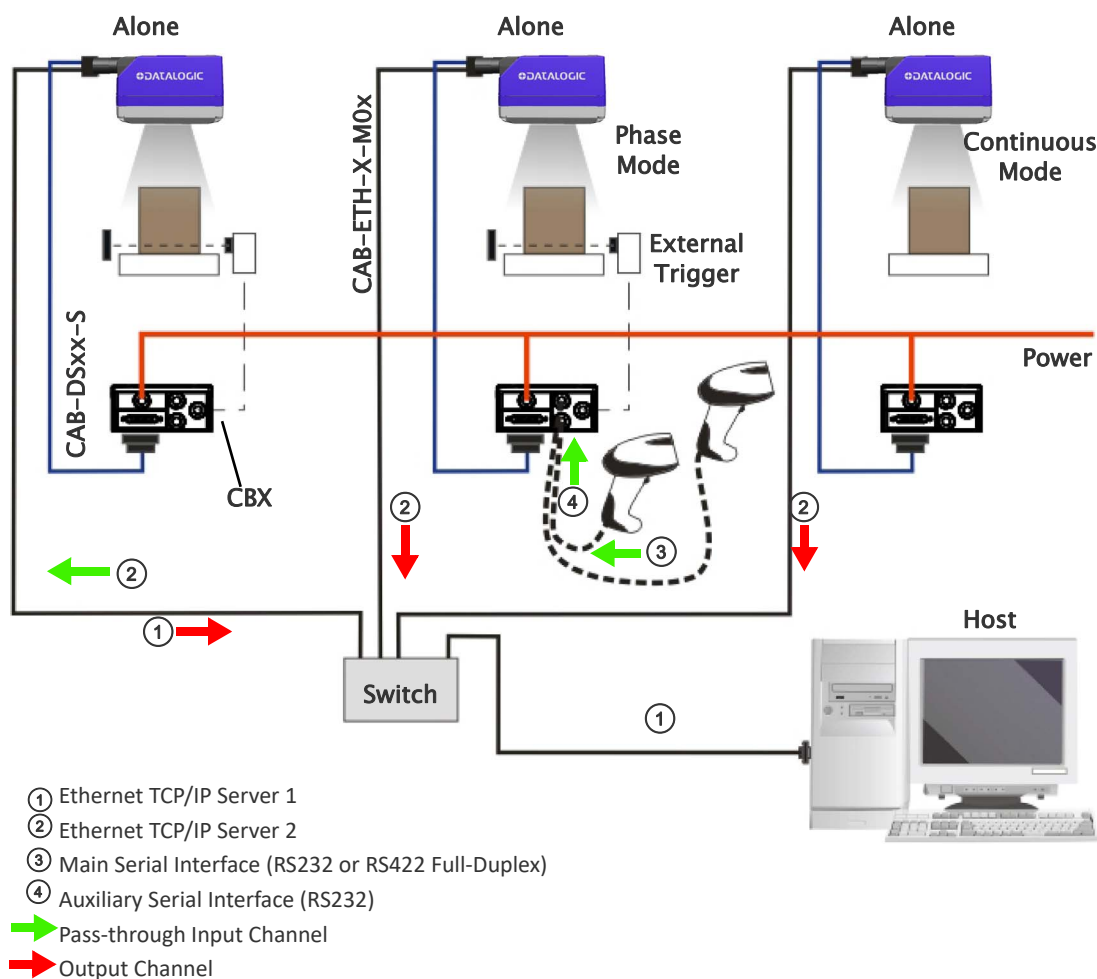 Alone
Alone
Alone
DATALOGIC
DATALOGIC
DATALOGIC
Phase
Mode
Continuous
Mode
CAB-ETH-X-M0x
External
Trigger
CAB-DSxx-S
Power
CBX
4
2
2
3
2
1
Host
Switch
1
1 Ethernet TCP/IP Server 1
2 Ethernet TCP/IP Server 2
3 Main Serial Interface (RS232 or RS422 Full-Duplex)
4 Auxiliary Serial Interface (RS232)
Pass-through Input Channel
Output Channel